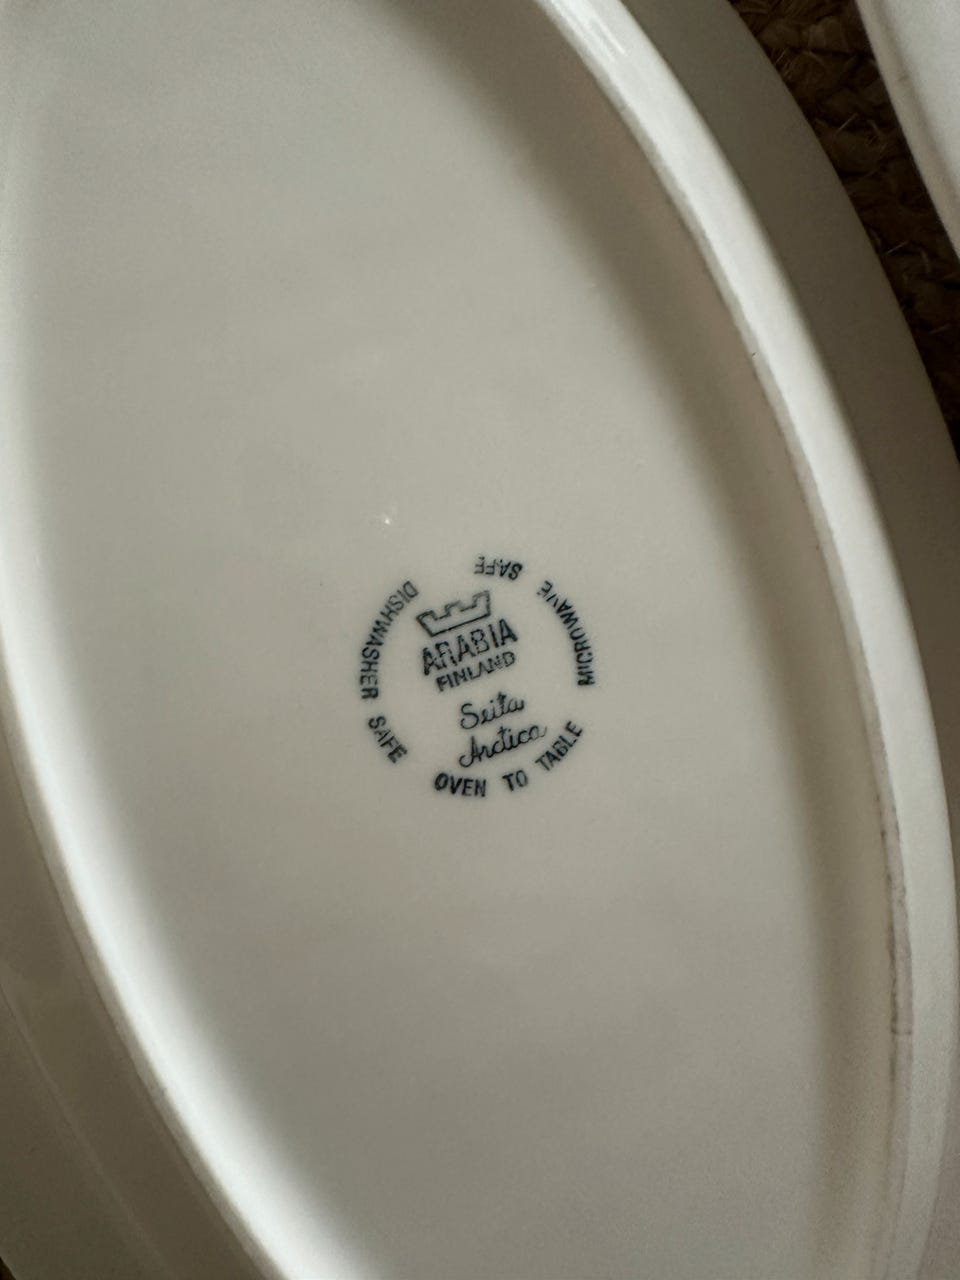 ARABIA
FINLAND
Seita
Arctica
DISHWASHER SAFE
OVEN TO TABLE
MICROWAVE SAFE